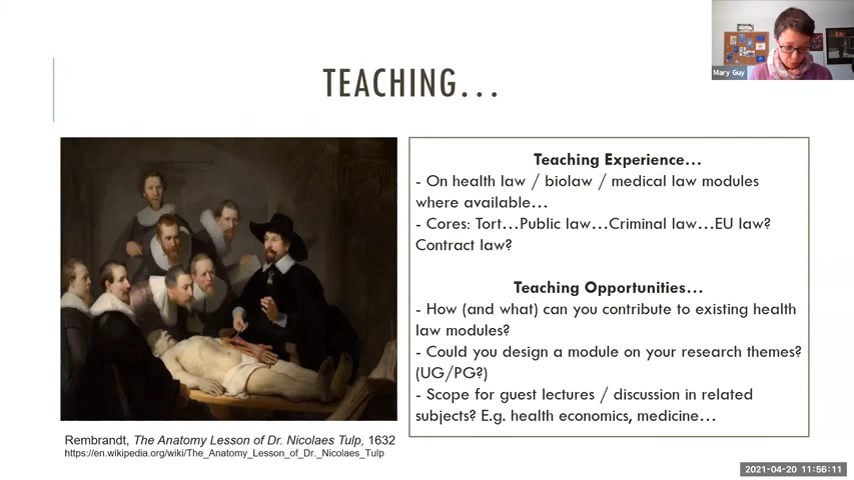 Mary Guy
TEACHING...
Teaching Experience...
- On health law / biolaw / medical law modules
where available...
- Cores: Tort...Public law...Criminal law...EU law?
Contract law?
Teaching Opportunities...
- How (and what) can you contribute to existing health
law modules?
- Could you design a module on your research themes?
(UG/PG?)
- Scope for guest lectures / discussion in related
subjects? E.g. health economics, medicine...
Rembrandt, The Anatomy Lesson of Dr. Nicolaes Tulp, 1632
https://en.wikipedia.org/wiki/The_Anatomy_Lesson_of_Dr._Nicolaes_Tulp
2021-04-20 11:56:11